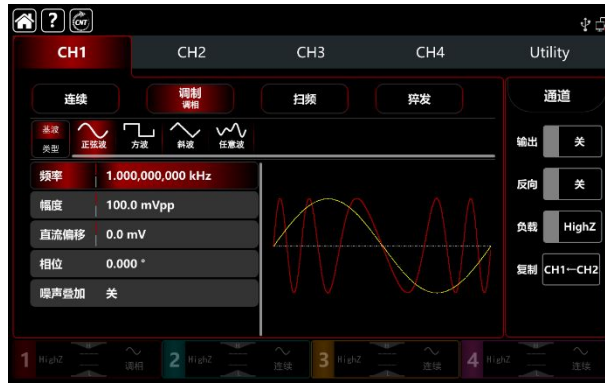 ? CNT
CH1 CH2 CH3 CH4 Utility
连续 调制 调相 扫频 猝发 通道
基波 类型 正弦波 方波 斜波 任意波
输出 关
频率 1.000,000,000 kHz
反向 关
幅度 100.0 mVpp
直流偏移 0.0 mV
负载 HighZ
相位 0.000 °
复制 CH1←CH2
噪声叠加 关
1 HighZ 调相 2 HighZ 连续 3 HighZ 连续 4 HighZ 连续